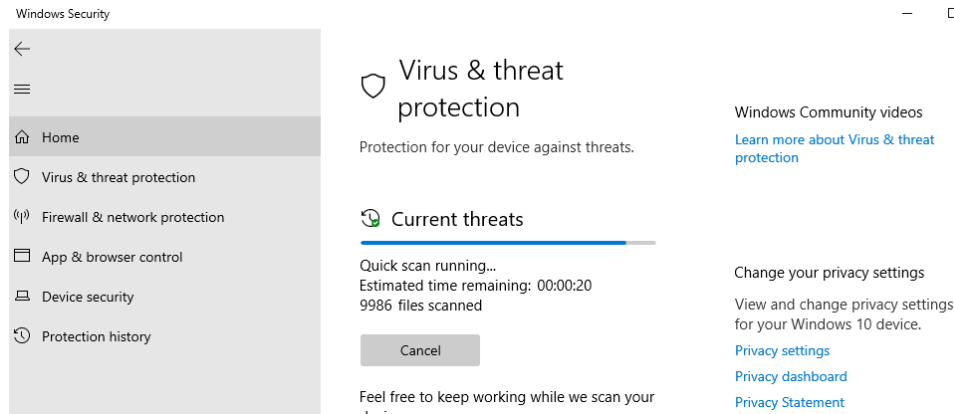 Windows Security
Home
Virus & threat protection
Firewall & network protection
App & browser control
Device security
Protection history
Virus & threat
protection
Protection for your device against threats.
Current threats
Quick scan running...
Estimated time remaining: 00:00:20
9986 files scanned
Cancel
Feel free to keep working while we scan your
Windows Community videos
Learn more about Virus & threat
protection
Change your privacy settings
View and change privacy settings
for your Windows 10 device.
Privacy settings
Privacy dashboard
Privacy Statement